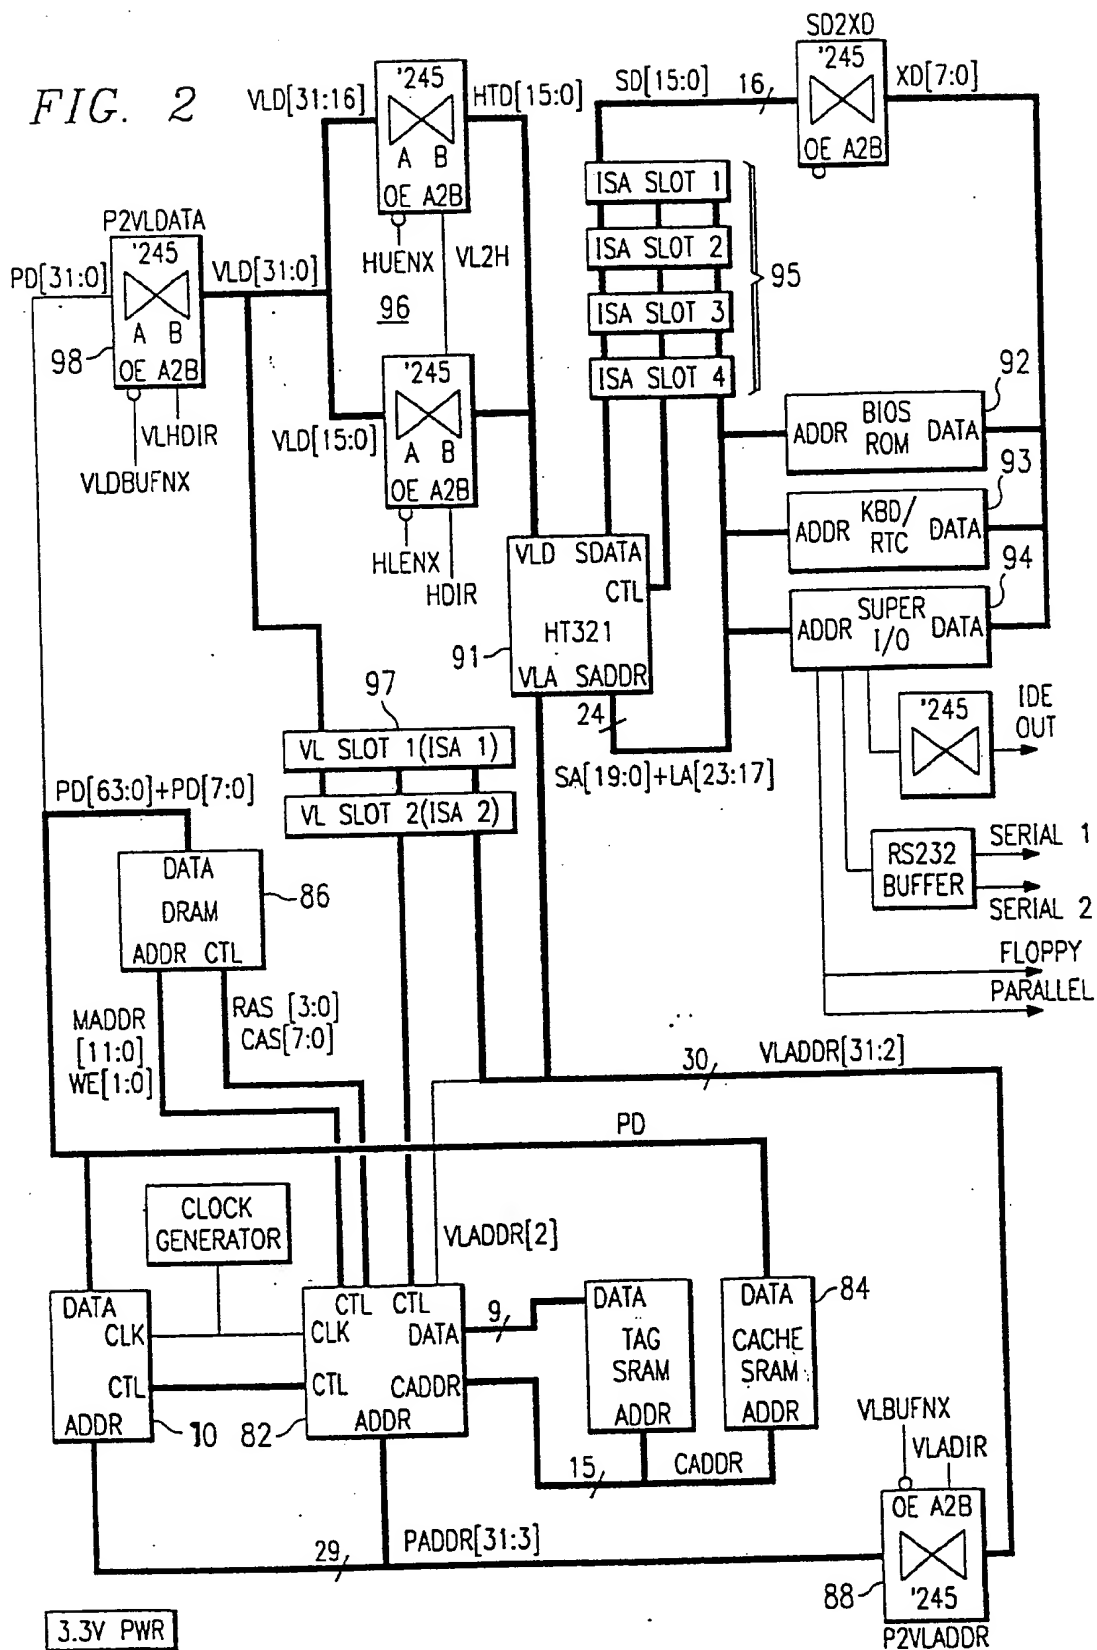 FIG. 2
SD2XD
'245
OE A2B
SD[15:0]
16
XD[7:0]
VLD[31:16]
'245
A B
OE A2B
HTD[15:0]
HUENX
VL2H
96
P2VLDATA
PD[31:0]
'245
A B
OE A2B
98
VLD[31:0]
VLHDIR
VLDBUFNX
VLD[15:0]
'245
A B
OE A2B
HLENX
HDIR
ISA SLOT 1
ISA SLOT 2
ISA SLOT 3
ISA SLOT 4
95
92
ADDR BIOS ROM DATA
93
ADDR KBD/ RTC DATA
94
ADDR SUPER I/O DATA
VLD SDATA
CTL
HT321
VLA SADDR
91
24
SA[19:0]+LA[23:17]
'245
IDE
OUT
RS232
BUFFER
SERIAL 1
SERIAL 2
FLOPPY
PARALLEL
97
VL SLOT 1(ISA 1)
VL SLOT 2(ISA 2)
PD[63:0]+PD[7:0]
DATA
DRAM
ADDR CTL
86
MADDR
[11:0]
WE[1:0]
RAS [3:0]
CAS[7:0]
30
VLADDR[31:2]
PD
CLOCK
GENERATOR
VLADDR[2]
DATA
CLK
CTL
ADDR
10
CTL CTL
CLK
DATA
CTL
CADDR
ADDR
82
9
DATA
TAG
SRAM
ADDR
DATA
CACHE
SRAM
ADDR
84
15
CADDR
VLBUFNX
VLADIR
OE A2B
'245
88
P2VLADDR
29
PADDR[31:3]
3.3V PWR